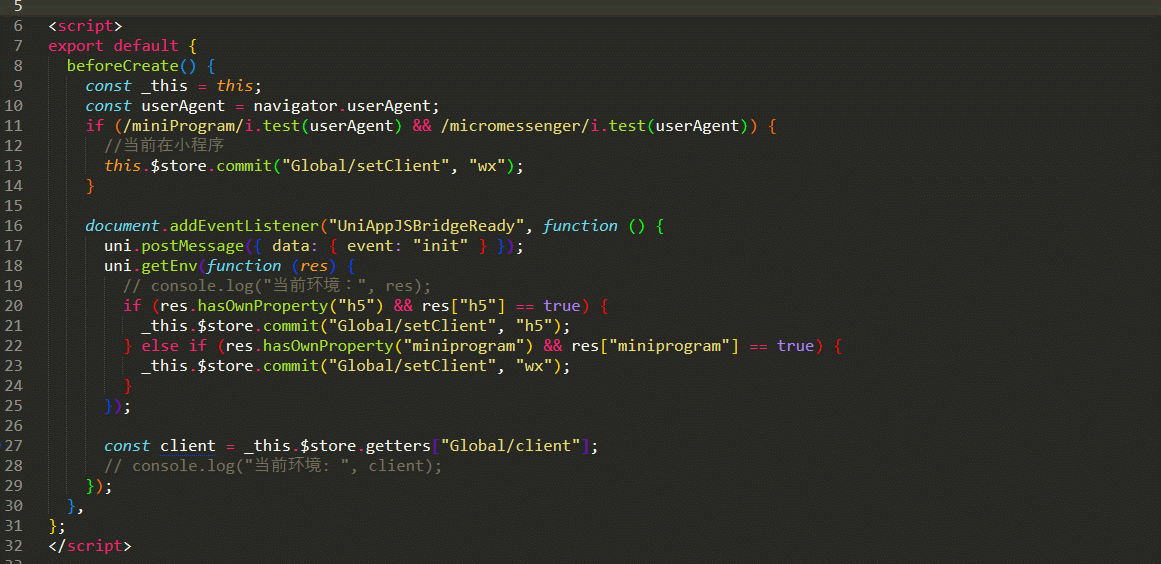 5
6 <script>
7 export default {
8 beforeCreate() {
9 const _this = this;
10 const userAgent = navigator.userAgent;
11 if (/miniProgram/i.test(userAgent) && /micromessenger/i.test(userAgent)) {
12 //当前在小程序
13 this.$store.commit("Global/setClient", "wx");
14 }
15
16 document.addEventListener("UniAppJSBridgeReady", function () {
17 uni.postMessage({ data: { event: "init" } });
18 uni.getEnv(function (res) {
19 // console.log("当前环境：", res);
20 if (res.hasOwnProperty("h5") && res["h5"] == true) {
21 _this.$store.commit("Global/setClient", "h5");
22 } else if (res.hasOwnProperty("miniprogram") && res["miniprogram"] == true) {
23 _this.$store.commit("Global/setClient", "wx");
24 }
25 });
26
27 const client = _this.$store.getters["Global/client"];
28 // console.log("当前环境: ", client);
29 });
30 },
31 };
32 </script>